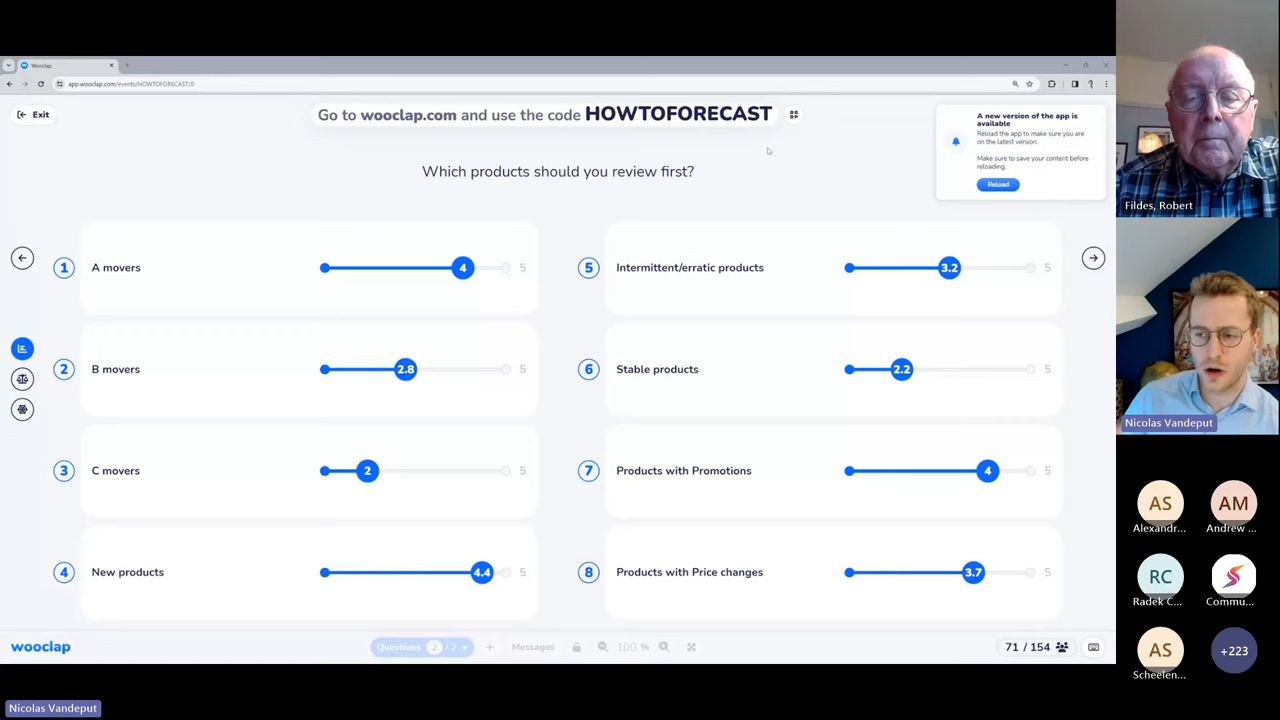 Wooclap
app.wooclap.com/events/HOWTOFORECAST/0
Exit
Go to wooclap.com and use the code HOWTOFORECAST
A new version of the app is
available
Reload the app to make sure you are
on the latest version.
Make sure to save your content before
reloading.
Reload
Which products should you review first?
1 A movers 4 5
2 B movers 2.8 5
3 C movers 2 5
4 New products 4.4 5
5 Intermittent/erratic products 3.2 5
6 Stable products 2.2 5
7 Products with Promotions 4 5
8 Products with Price changes 3.7 5
wooclap
Questions 2 / 2
Messages
100 %
71 / 154
Fildes, Robert
Nicolas Vandeput
AS
Alexandr...
AM
Andrew ...
RC
Radek C...
Commu...
AS
Scheelen...
+223
Nicolas Vandeput